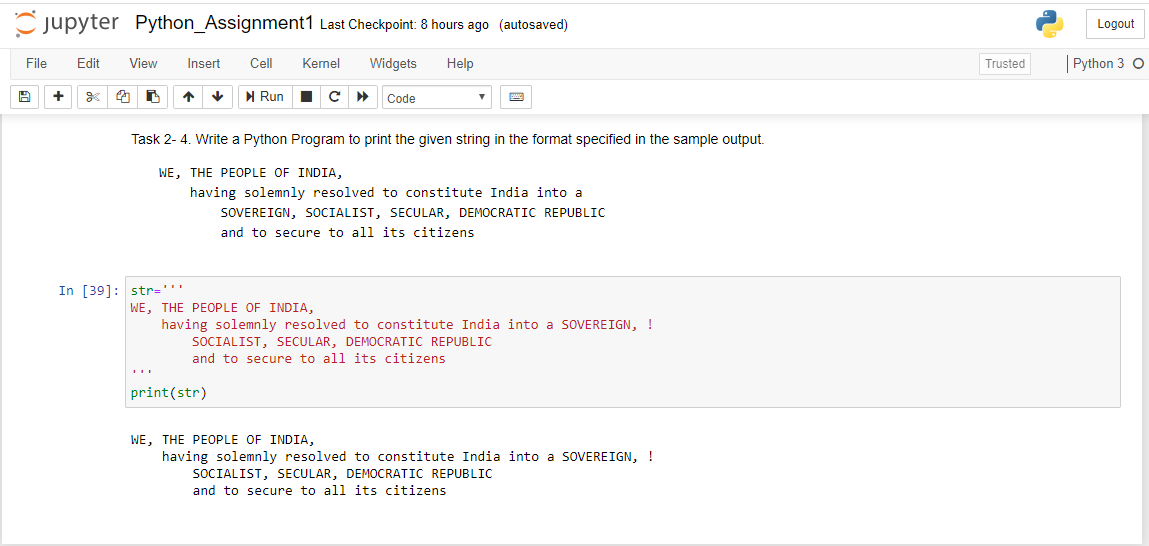 jupyter Python_Assignment1 Last Checkpoint: 8 hours ago (autosaved) Logout
File Edit View Insert Cell Kernel Widgets Help Trusted Python 3
Run Code
Task 2- 4. Write a Python Program to print the given string in the format specified in the sample output.
WE, THE PEOPLE OF INDIA,
    having solemnly resolved to constitute India into a
        SOVEREIGN, SOCIALIST, SECULAR, DEMOCRATIC REPUBLIC
        and to secure to all its citizens
In [39]: str='''
WE, THE PEOPLE OF INDIA,
    having solemnly resolved to constitute India into a SOVEREIGN, !
        SOCIALIST, SECULAR, DEMOCRATIC REPUBLIC
        and to secure to all its citizens
'''
print(str)
WE, THE PEOPLE OF INDIA,
    having solemnly resolved to constitute India into a SOVEREIGN, !
        SOCIALIST, SECULAR, DEMOCRATIC REPUBLIC
        and to secure to all its citizens